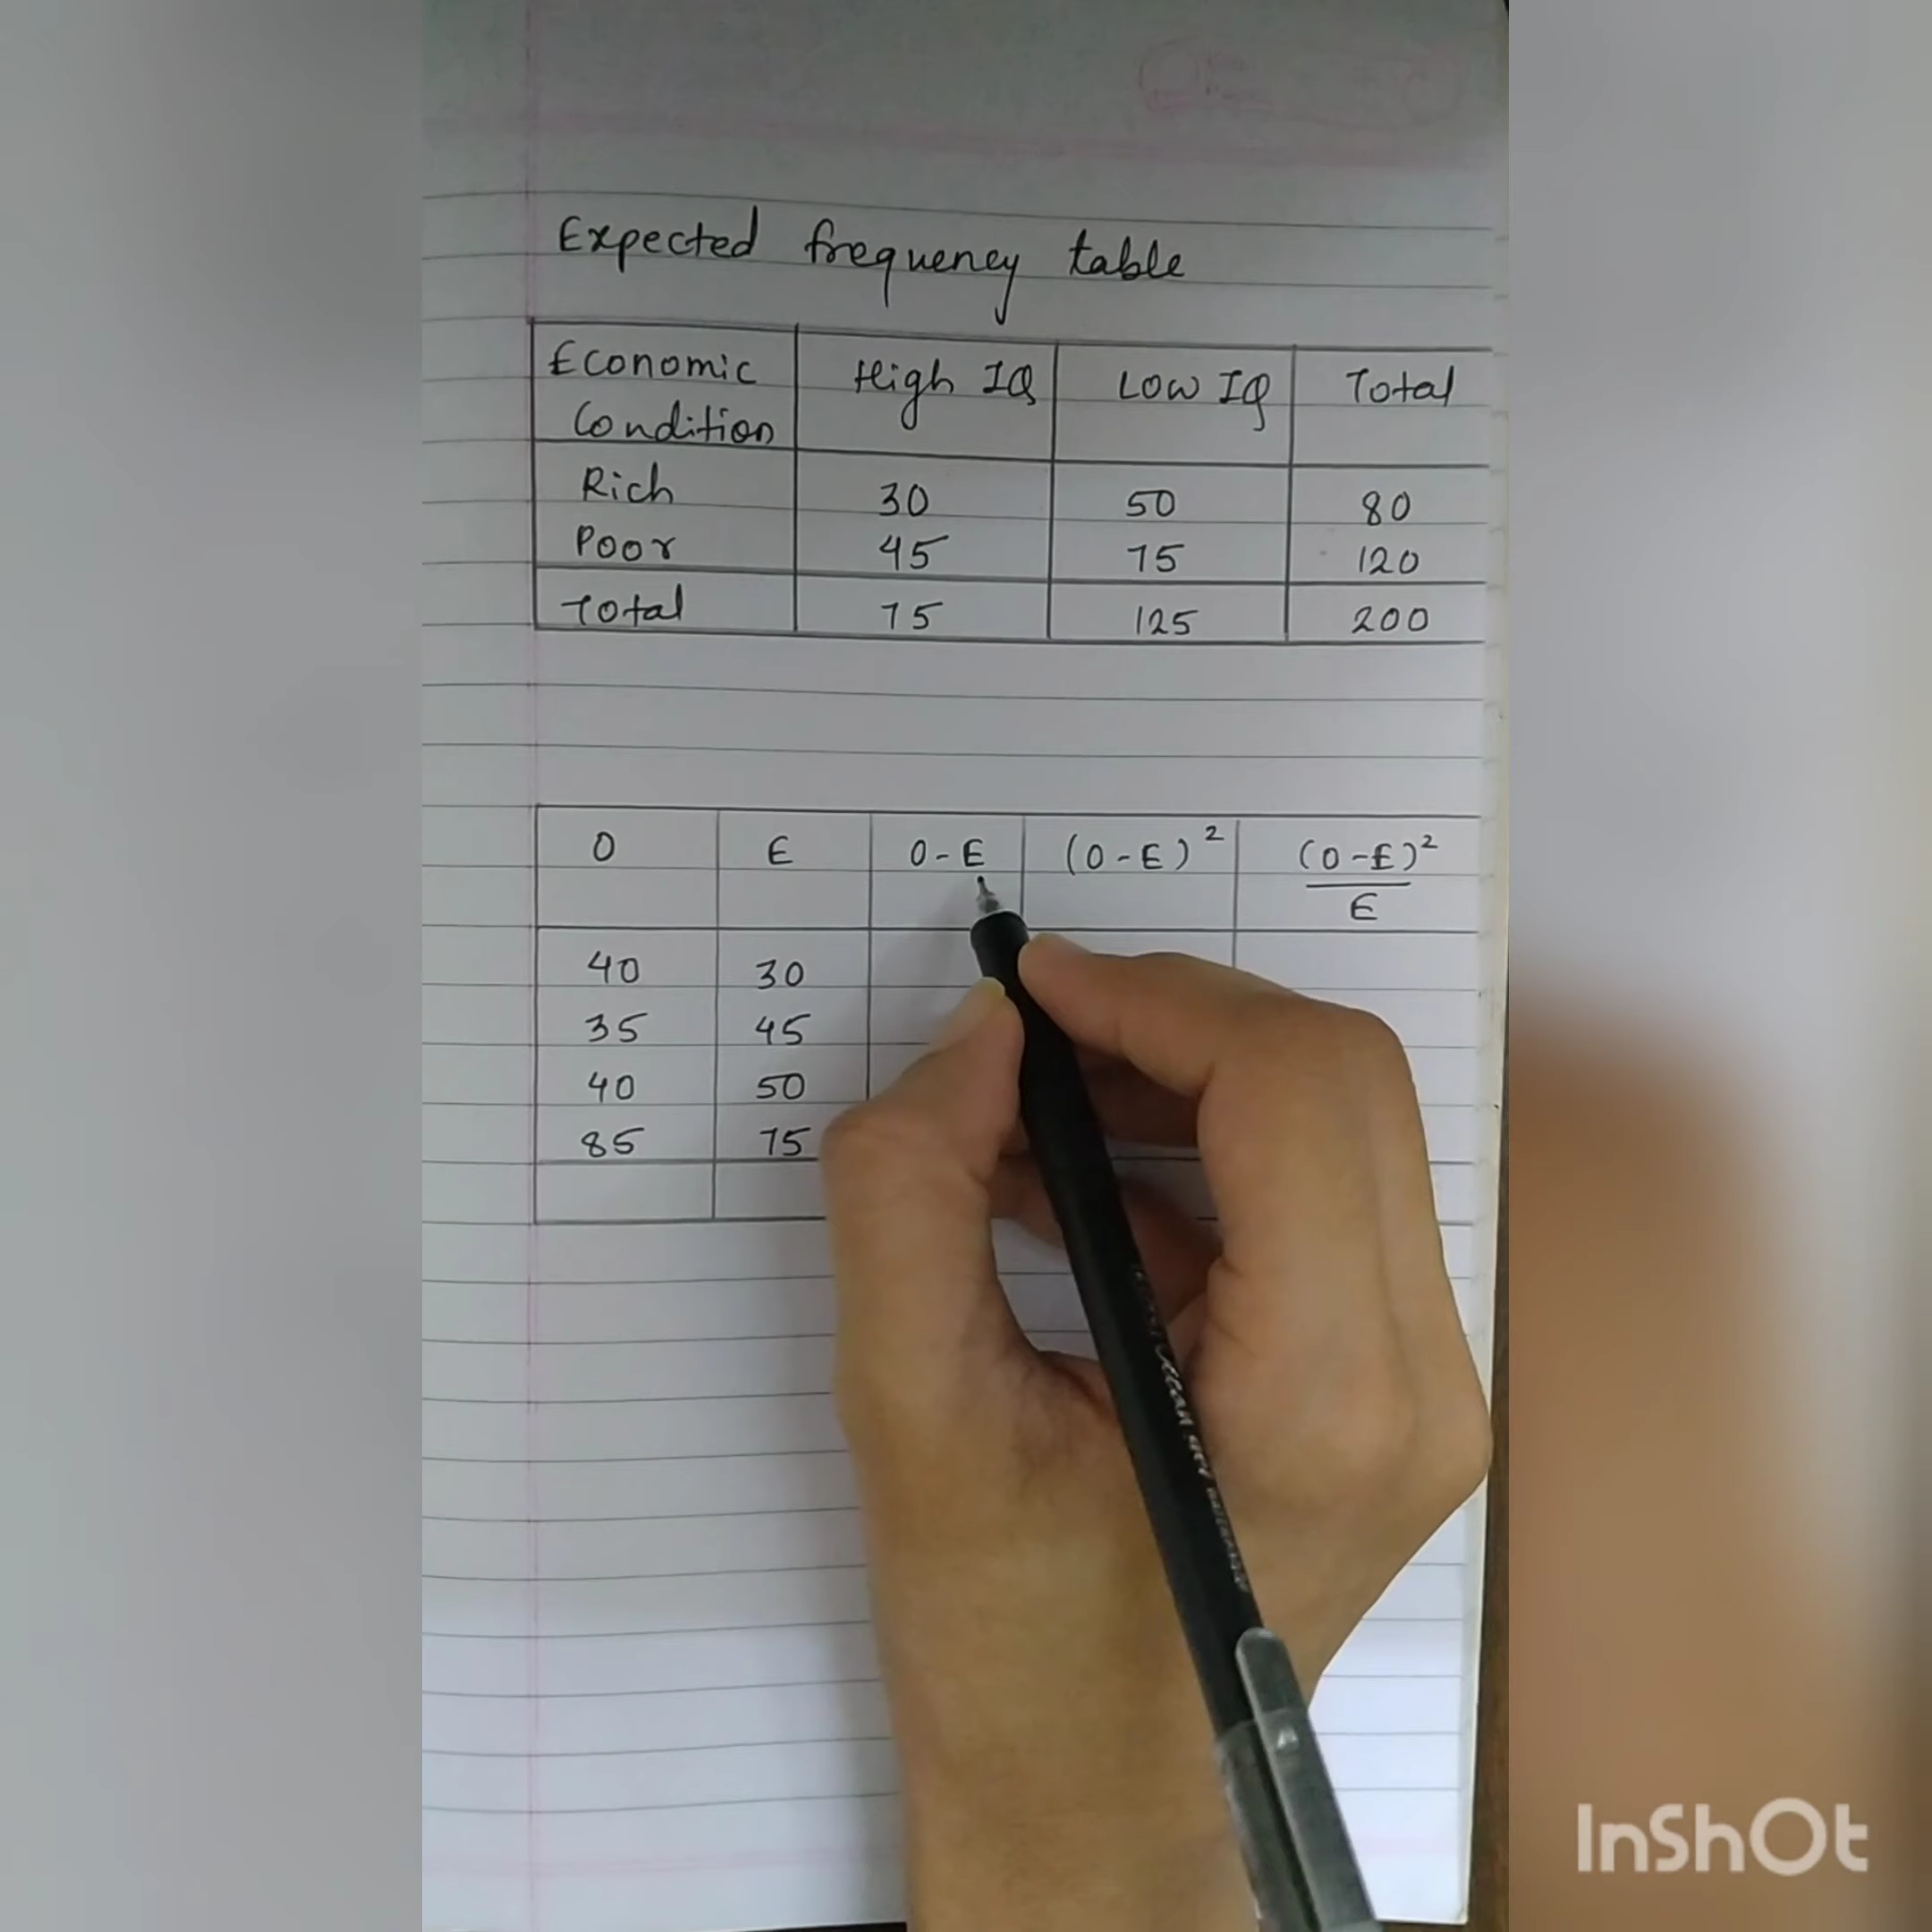 Expected frequency table
Economic Condition High IQ Low IQ Total
Rich 30 50 80
Poor 45 75 120
Total 75 125 200
O E O-E (O-E)² (O-E)²/E
40 30
35 45
40 50
85 75
InShOt